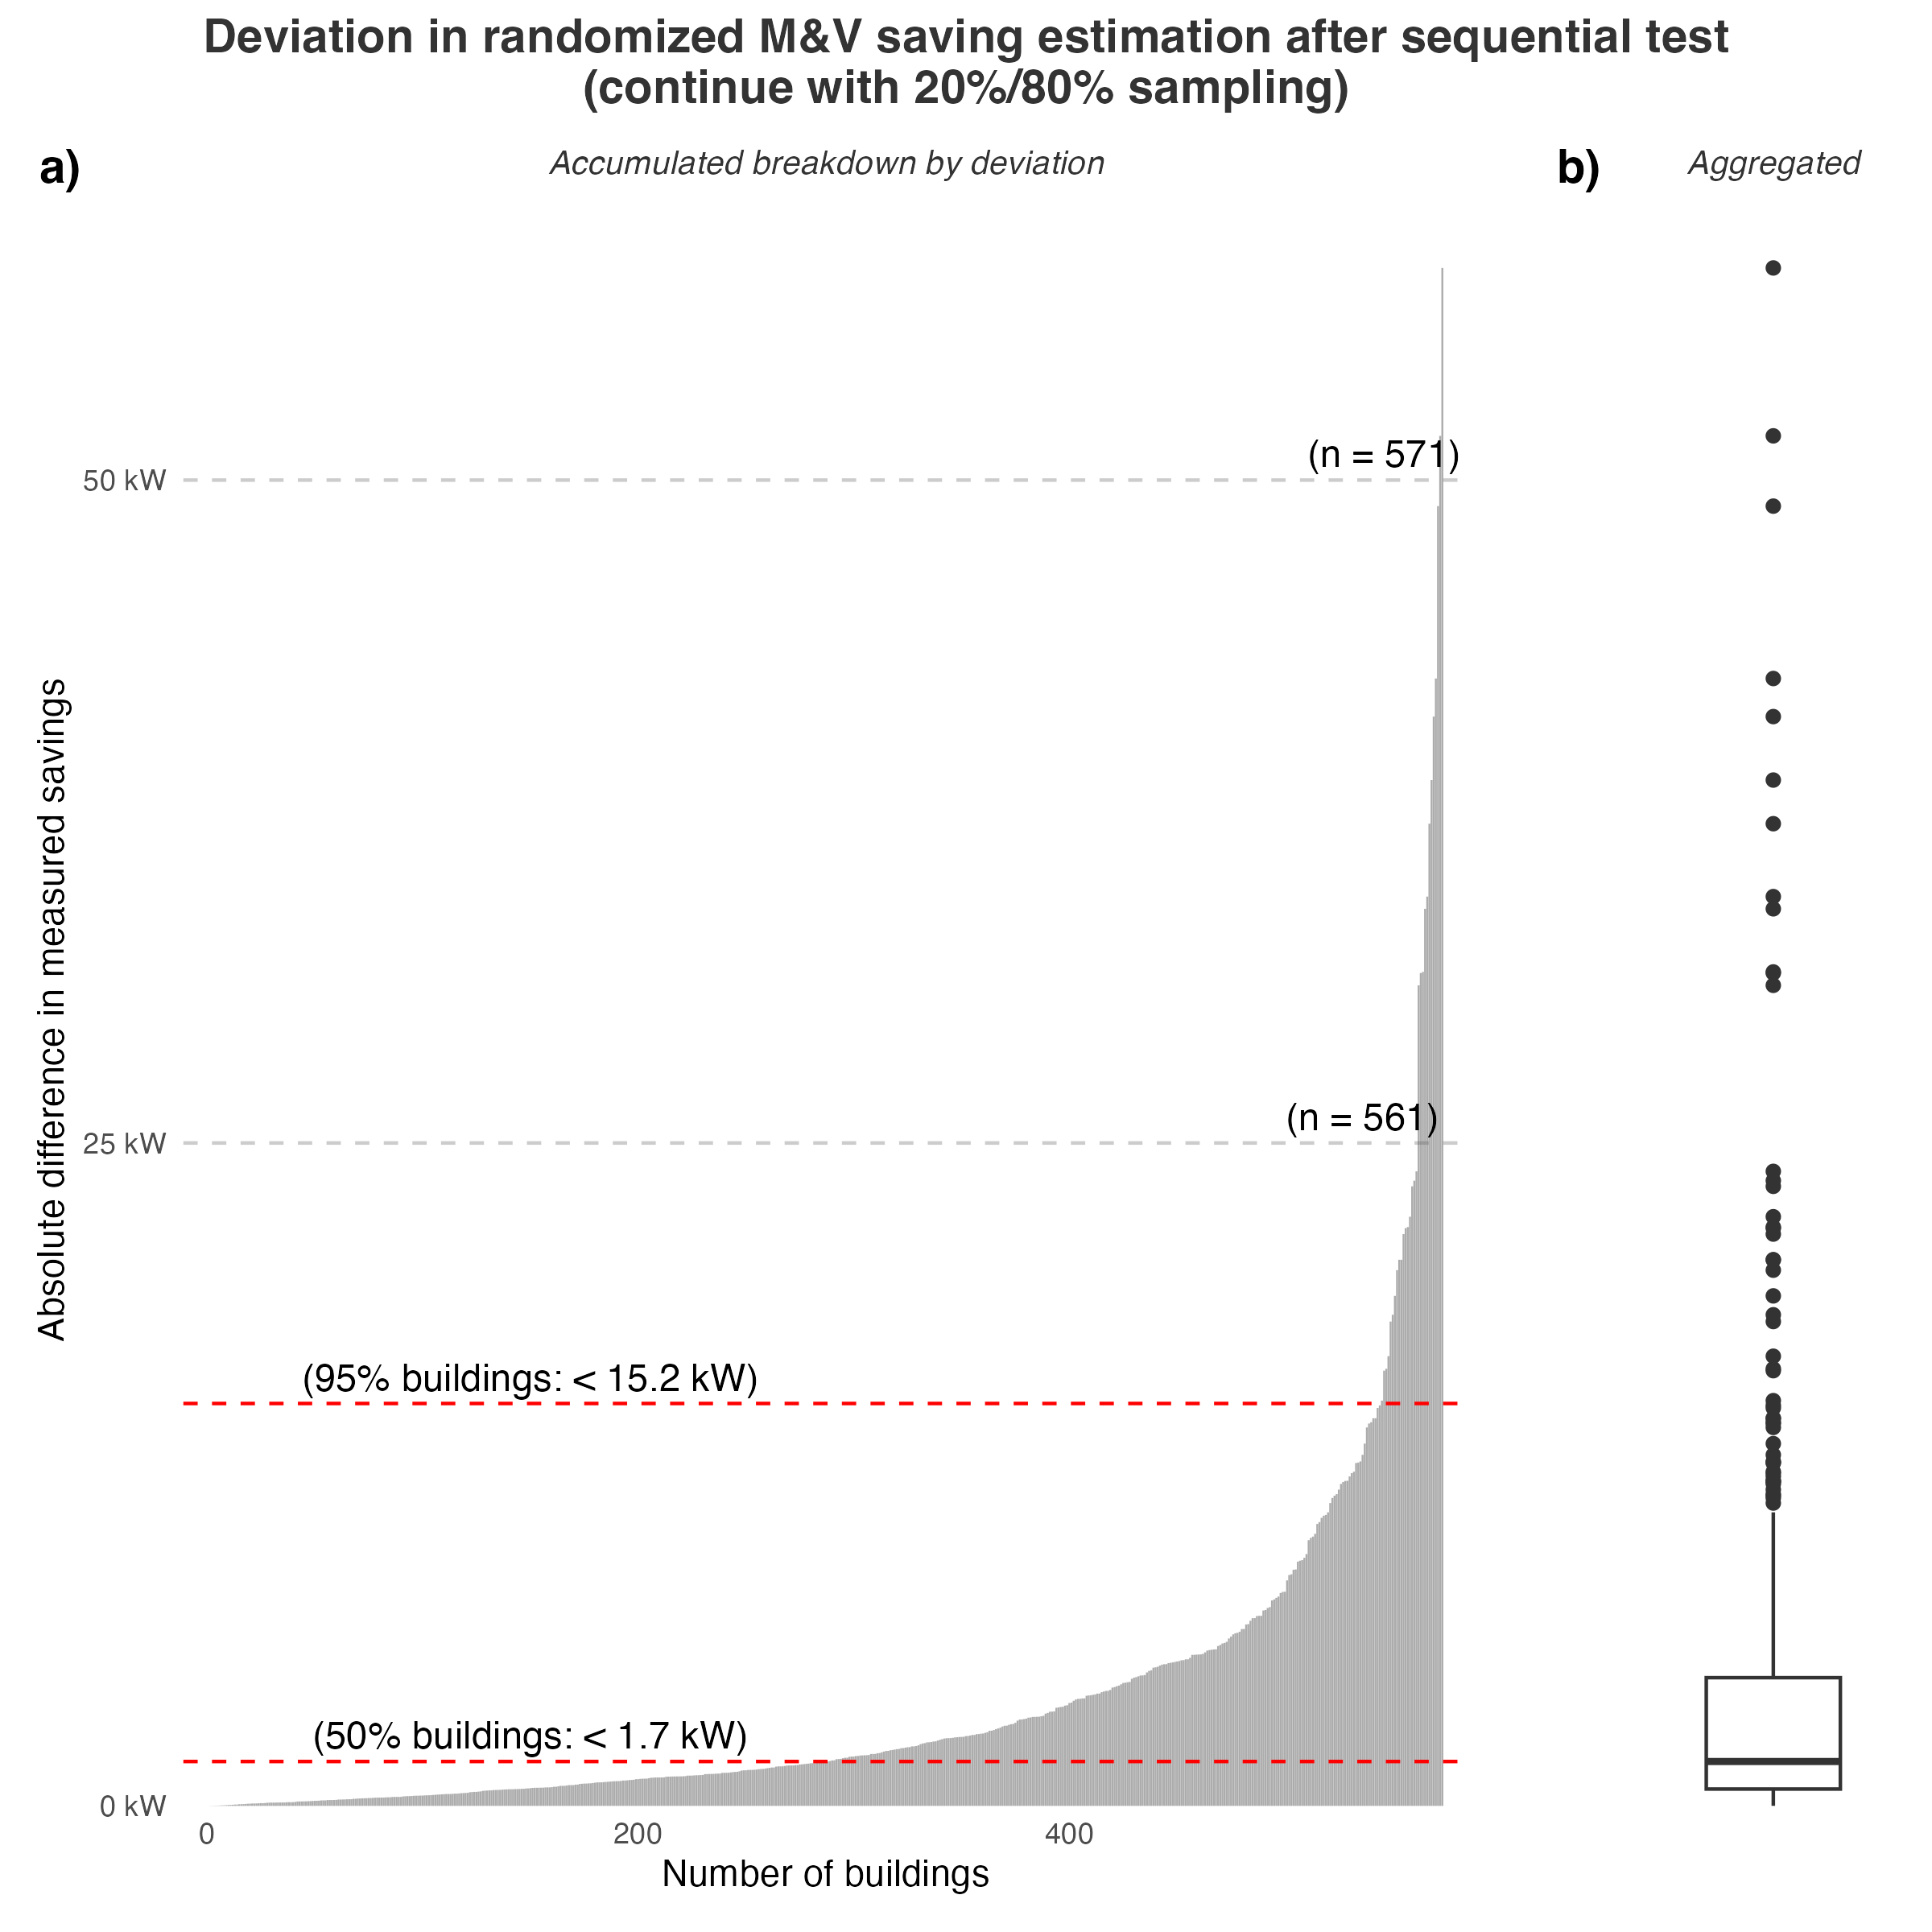 Deviation in randomized M&V saving estimation after sequential test
(continue with 20%/80% sampling)
a)
Accumulated breakdown by deviation
b)
Aggregated
Absolute difference in measured savings
50 kW
(n = 571)
25 kW
(n = 561)
(95% buildings: < 15.2 kW)
(50% buildings: < 1.7 kW)
0 kW
0
200
400
Number of buildings